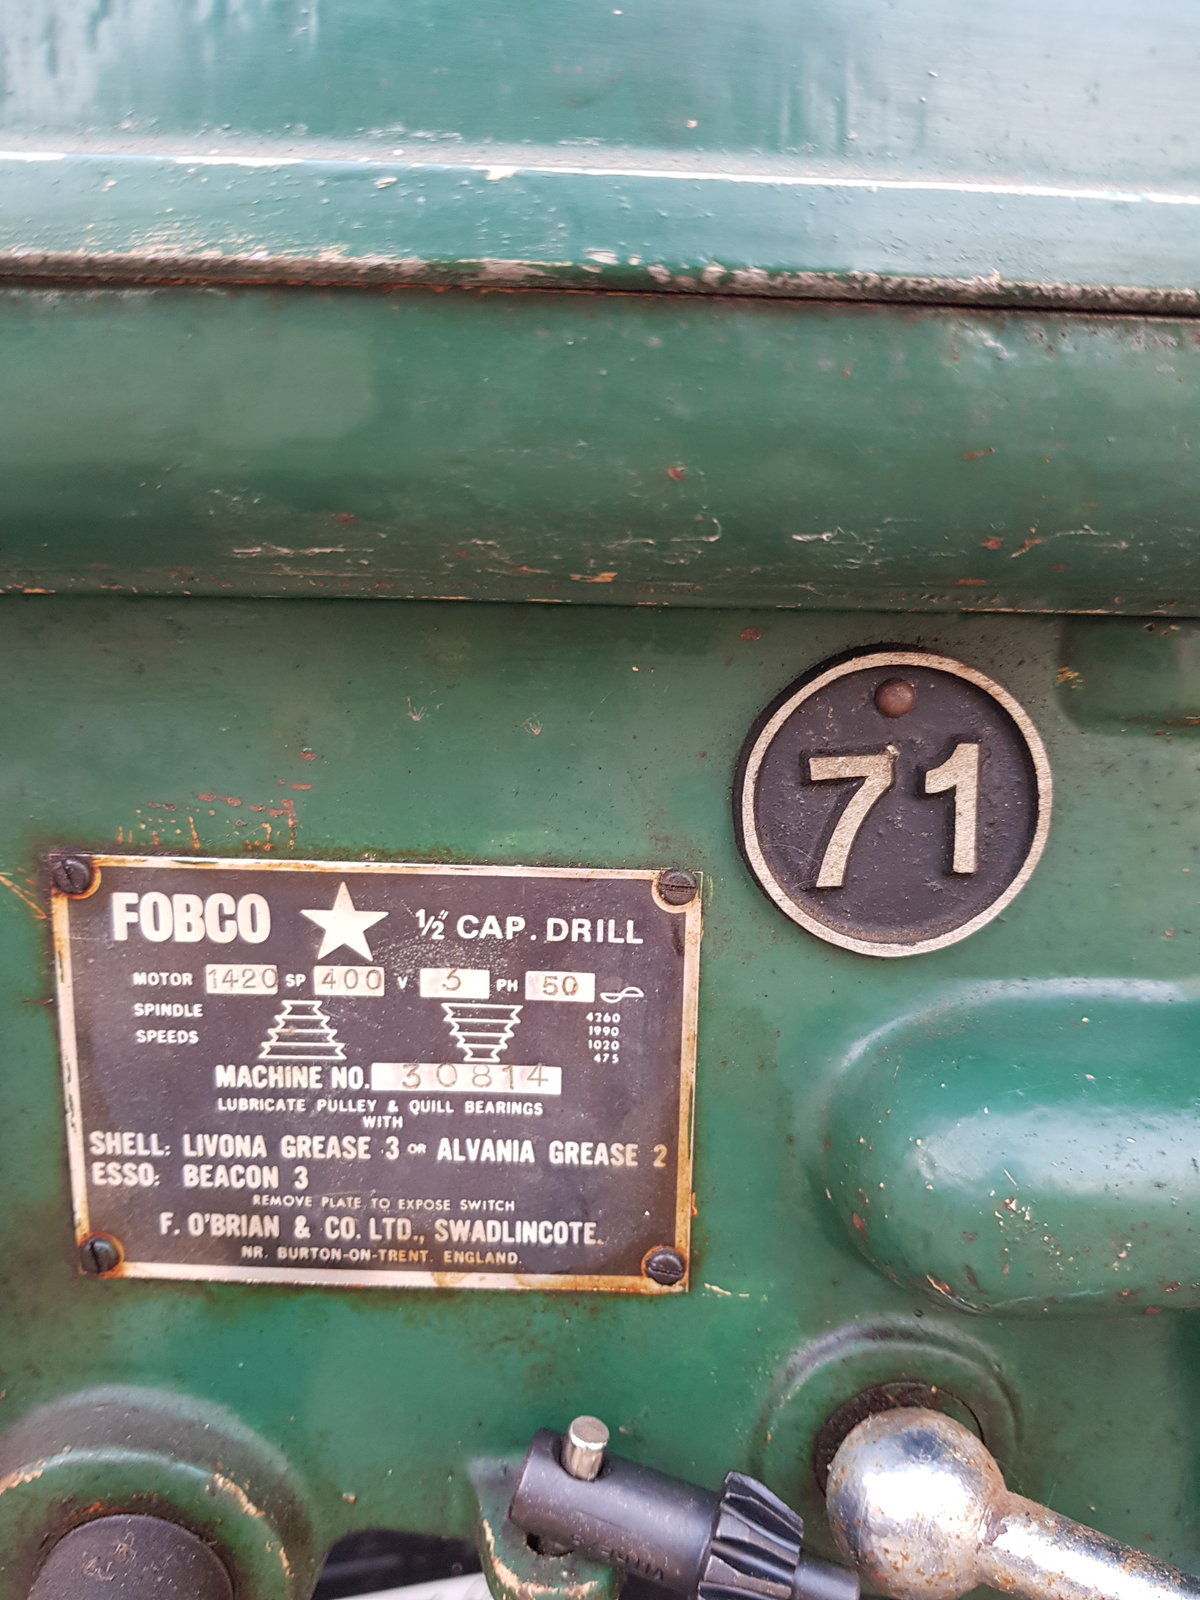 71
FOBCO ½" CAP. DRILL
MOTOR 1420 SP 400 V 3 PH 50
SPINDLE
SPEEDS
4260
1990
1020
475
MACHINE NO. 30814
LUBRICATE PULLEY & QUILL BEARINGS
WITH
SHELL: LIVONA GREASE 3 OR ALVANIA GREASE 2
ESSO: BEACON 3
REMOVE PLATE TO EXPOSE SWITCH
F. O'BRIAN & CO. LTD., SWADLINCOTE.
NR. BURTON-ON-TRENT. ENGLAND.